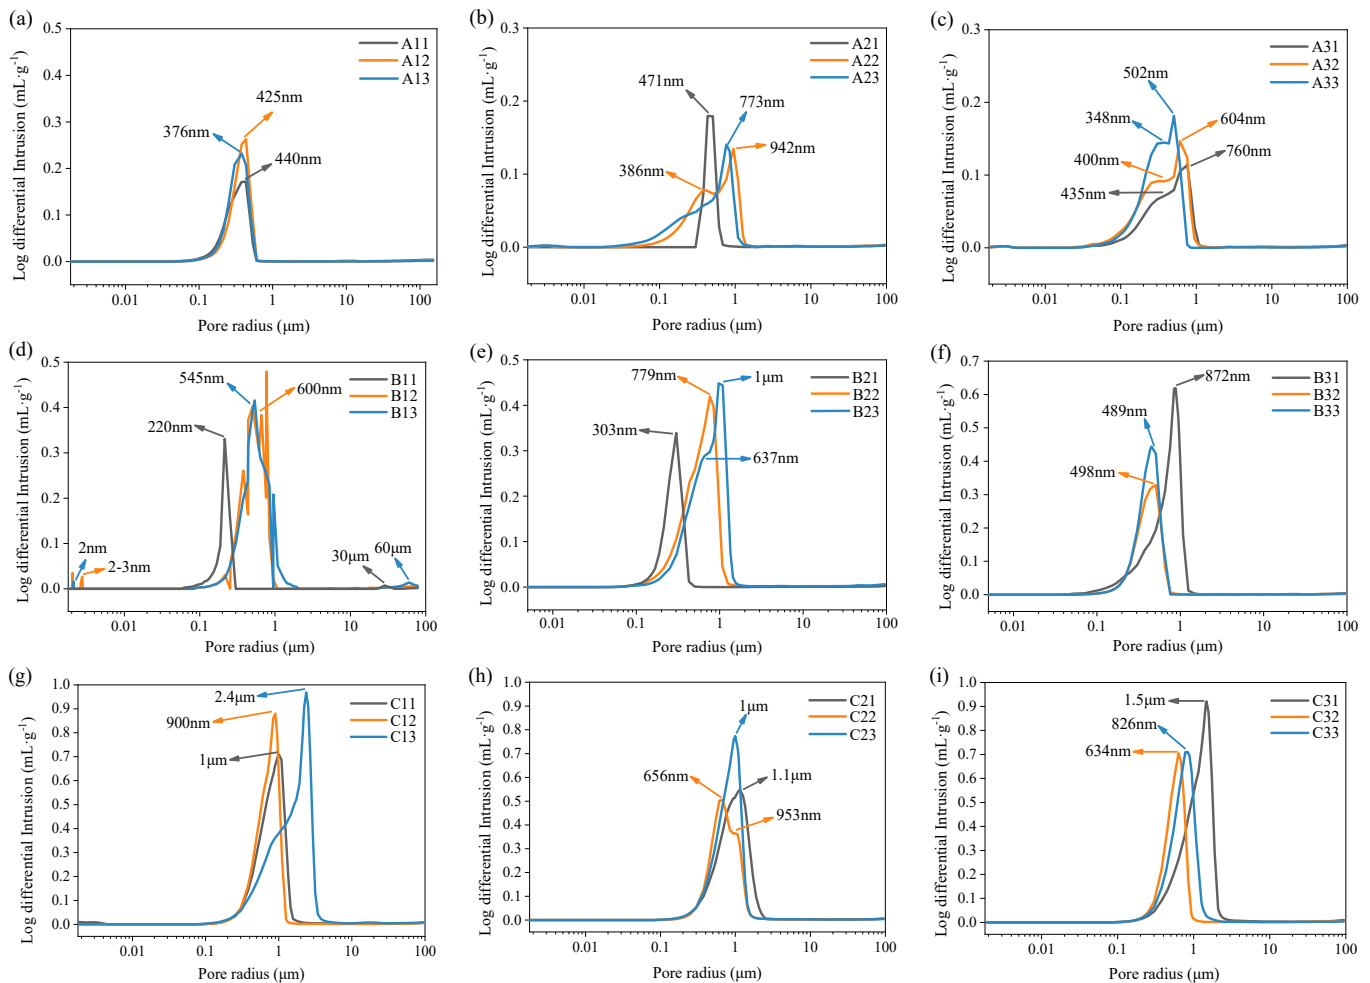 (a)
Log differential Intrusion (mL·g⁻¹)
0.5
0.4
0.3
0.2
0.1
0.0
A11
A12
A13
425nm
376nm
440nm
0.01
0.1
1
10
100
Pore radius (μm)
(b)
Log differential Intrusion (mL·g⁻¹)
0.3
0.2
0.1
0.0
A21
A22
A23
471nm
773nm
942nm
386nm
0.01
0.1
1
10
100
Pore radius (μm)
(c)
Log differential Intrusion (mL·g⁻¹)
0.3
0.2
0.1
0.0
A31
A32
A33
502nm
348nm
604nm
400nm
760nm
435nm
0.01
0.1
1
10
100
Pore radius (μm)
(d)
Log differential Intrusion (mL·g⁻¹)
0.5
0.4
0.3
0.2
0.1
0.0
B11
B12
B13
545nm
600nm
220nm
2nm
2-3nm
30μm
60μm
0.01
0.1
1
10
100
Pore radius (μm)
(e)
Log differential Intrusion (mL·g⁻¹)
0.5
0.4
0.3
0.2
0.1
0.0
B21
B22
B23
779nm
1μm
303nm
637nm
0.01
0.1
1
10
100
Pore radius (μm)
(f)
Log differential Intrusion (mL·g⁻¹)
0.7
0.6
0.5
0.4
0.3
0.2
0.1
0.0
B31
B32
B33
872nm
489nm
498nm
0.01
0.1
1
10
100
Pore radius (μm)
(g)
Log differential Intrusion (mL·g⁻¹)
1.0
0.9
0.8
0.7
0.6
0.5
0.4
0.3
0.2
0.1
0.0
C11
C12
C13
2.4μm
900nm
1μm
0.01
0.1
1
10
100
Pore radius (μm)
(h)
Log differential Intrusion (mL·g⁻¹)
1.0
0.9
0.8
0.7
0.6
0.5
0.4
0.3
0.2
0.1
0.0
C21
C22
C23
1μm
656nm
1.1μm
953nm
0.01
0.1
1
10
100
Pore radius (μm)
(i)
Log differential Intrusion (mL·g⁻¹)
1.0
0.9
0.8
0.7
0.6
0.5
0.4
0.3
0.2
0.1
0.0
C31
C32
C33
1.5μm
826nm
634nm
0.01
0.1
1
10
100
Pore radius (μm)